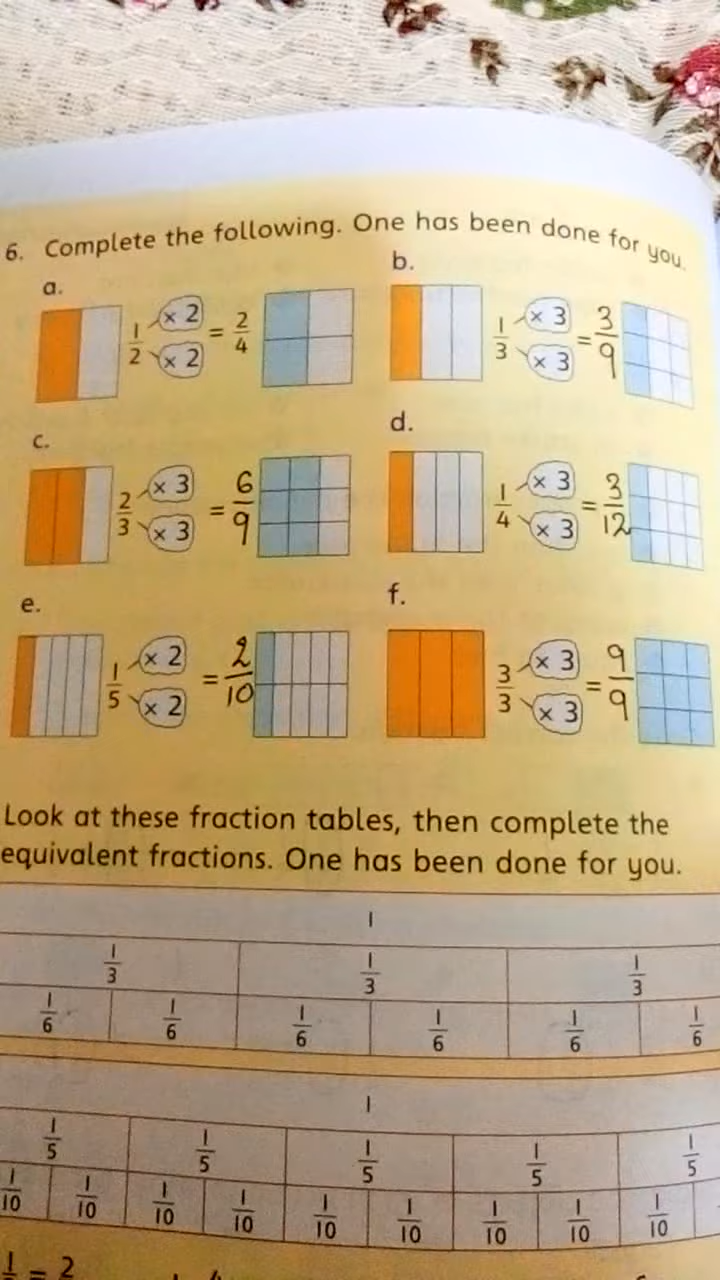 6. Complete the following. One has been done for you.
a.
1/2 × 2 × 2 = 2/4
b.
1/3 × 3 × 3 = 3/9
c.
2/3 × 3 × 3 = 6/9
d.
1/4 × 3 × 3 = 3/12
e.
1/5 × 2 × 2 = 2/10
f.
3/3 × 3 × 3 = 9/9
Look at these fraction tables, then complete the
equivalent fractions. One has been done for you.
1
1/3 1/3 1/3
1/6 1/6 1/6 1/6 1/6 1/6
1
1/5 1/5 1/5 1/5 1/5
1/10 1/10 1/10 1/10 1/10 1/10 1/10 1/10 1/10